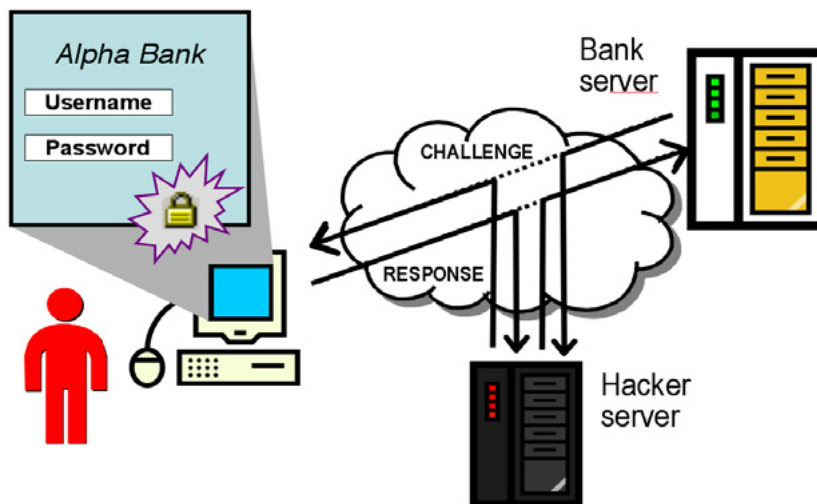 Alpha Bank
Username
Password
Bank
server
CHALLENGE
RESPONSE
Hacker
server